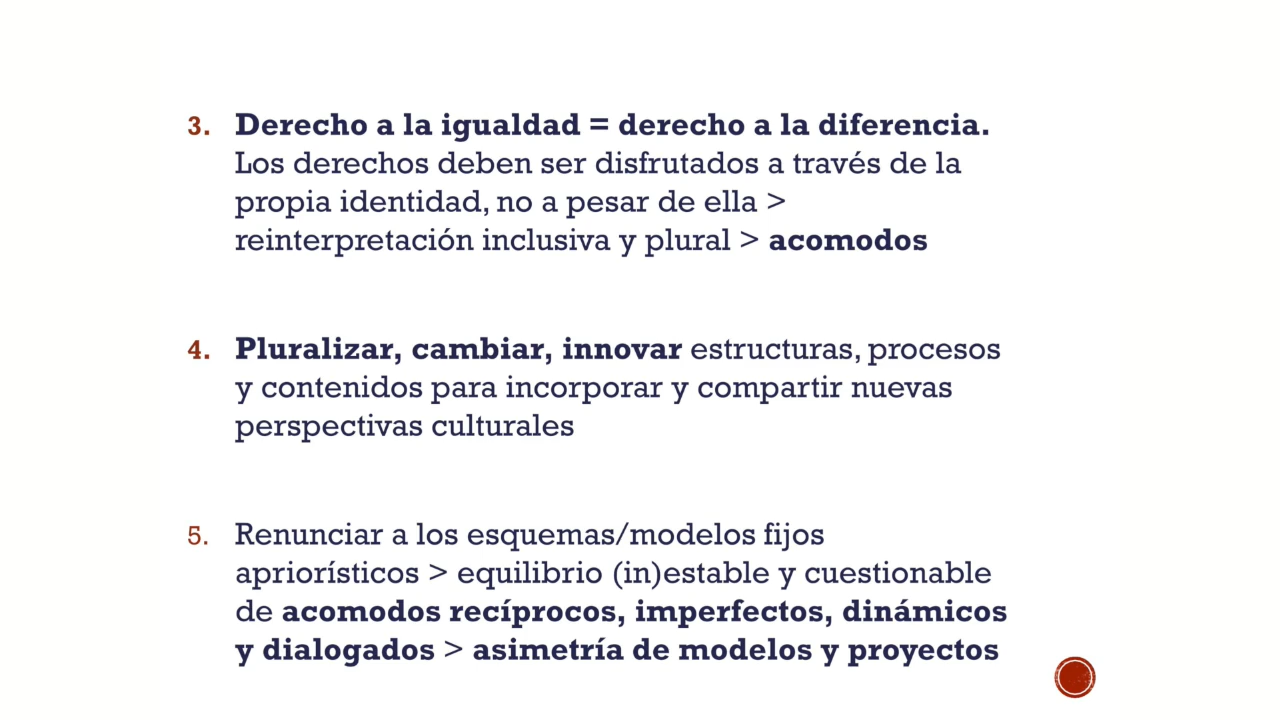 3. Derecho a la igualdad = derecho a la diferencia.
Los derechos deben ser disfrutados a través de la
propia identidad, no a pesar de ella >
reinterpretación inclusiva y plural > acomodos
4. Pluralizar, cambiar, innovar estructuras, procesos
y contenidos para incorporar y compartir nuevas
perspectivas culturales
5. Renunciar a los esquemas/modelos fijos
apriorísticos > equilibrio (in)estable y cuestionable
de acomodos recíprocos, imperfectos, dinámicos
y dialogados > asimetría de modelos y proyectos